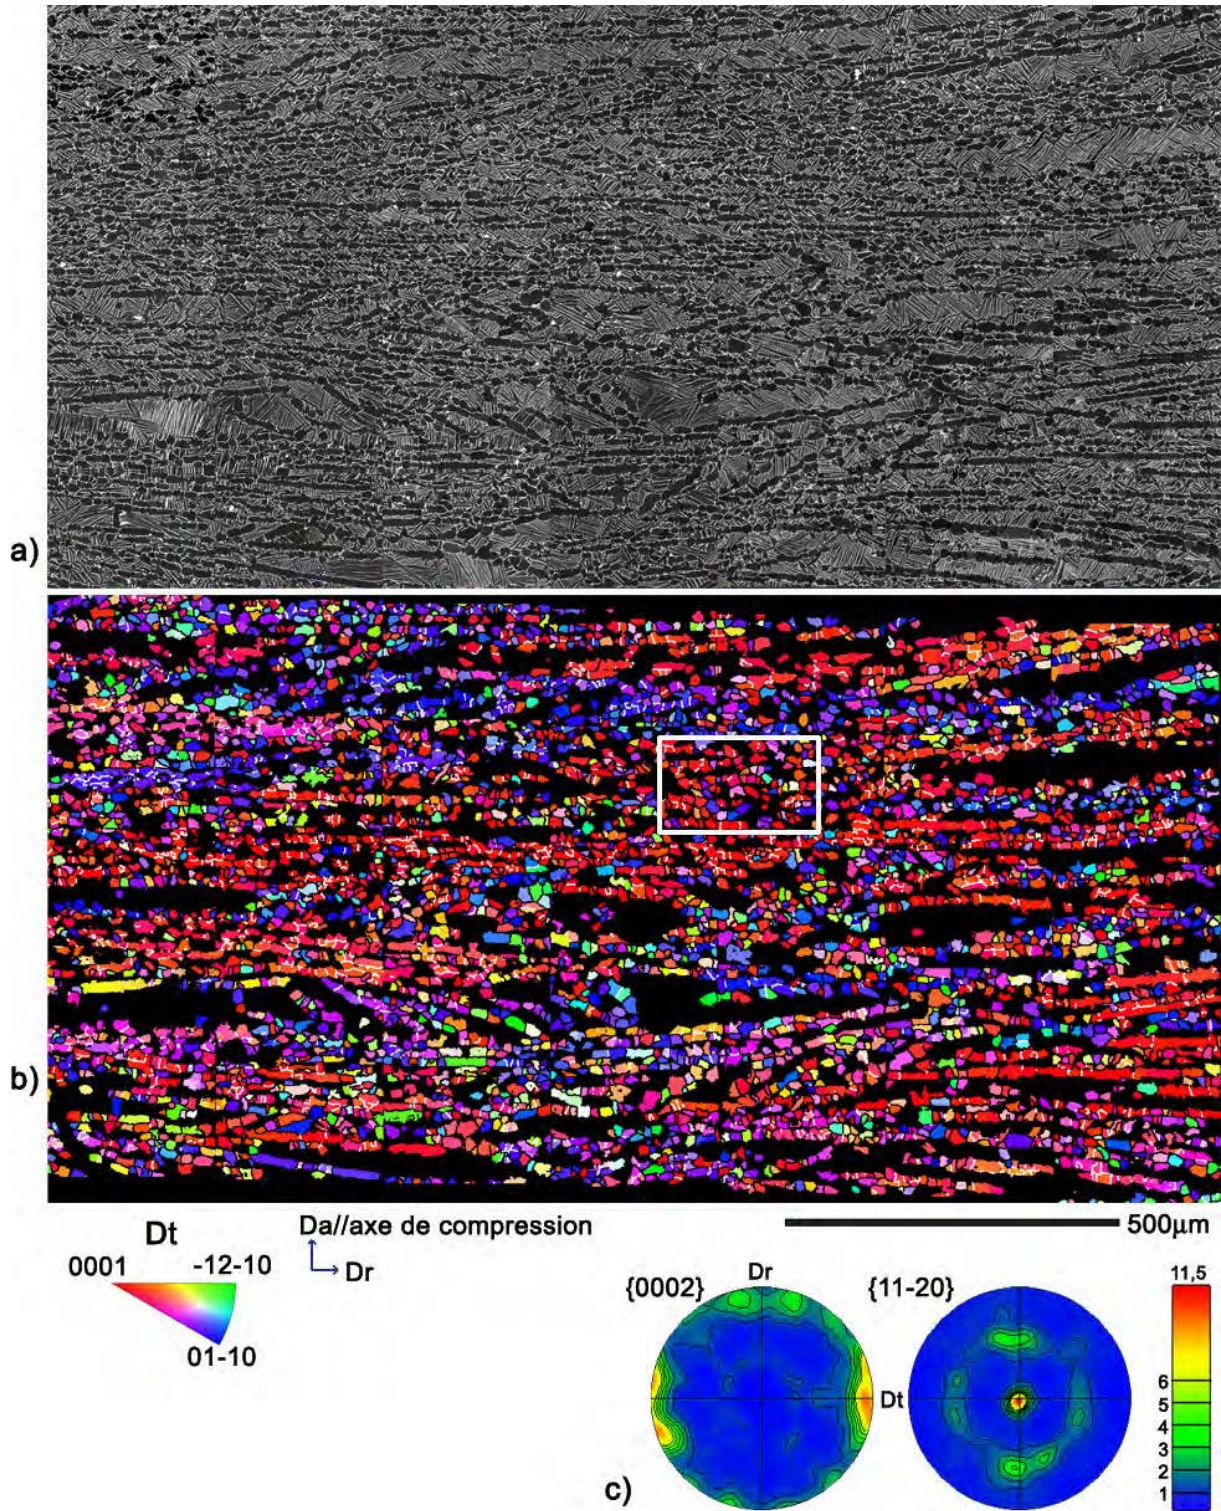 a)
b)
Dt
0001
-12-10
01-10
Da//axe de compression
Dr
500µm
{0002}
Dr
{11-20}
Dt
11,5
6
5
4
3
2
1
c)